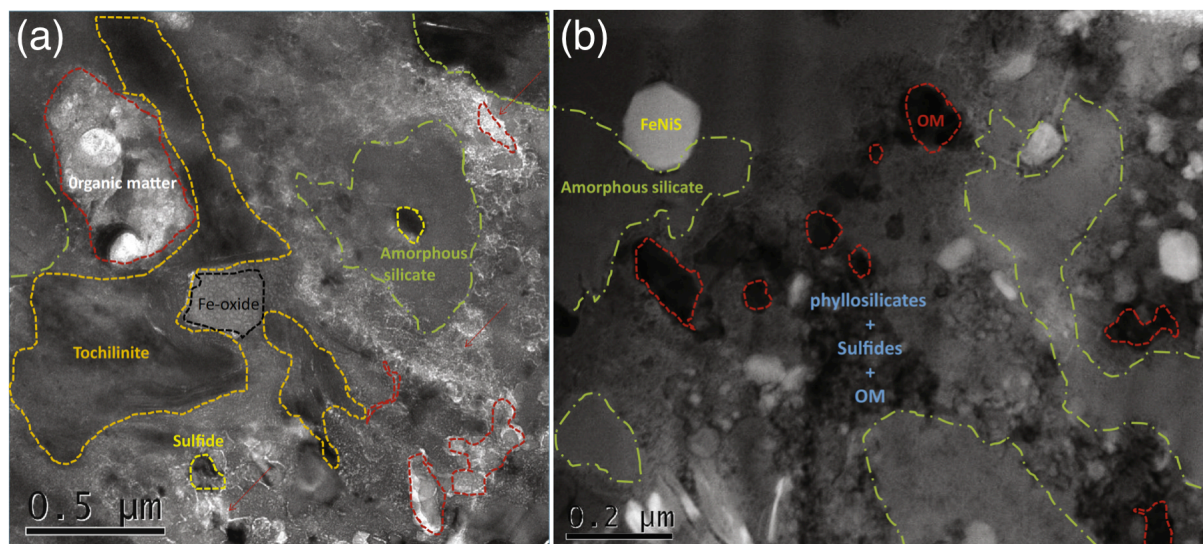 (a)
0rganic matter
Amorphous
silicate
Fe-oxide
Tochilinite
Sulfide
0.5 μm
(b)
FeNiS
OM
Amorphous silicate
phyllosilicates
+
Sulfides
+
OM
0.2 μm